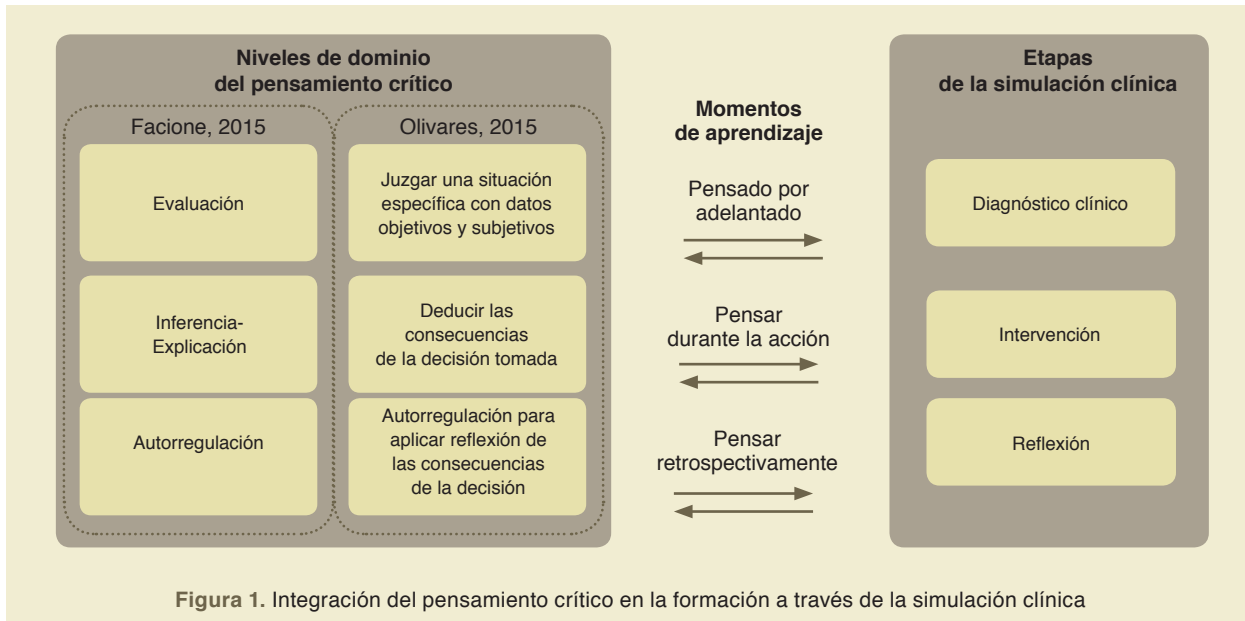 Niveles de dominio
del pensamiento crítico
Facione, 2015
Evaluación
Inferencia-
Explicación
Autorregulación
Olivares, 2015
Juzgar una situación
específica con datos
objetivos y subjetivos
Deducir las
consecuencias
de la decisión tomada
Autorregulación para
aplicar reflexión de
las consecuencias
de la decisión
Momentos
de aprendizaje
Pensado por
adelantado
Pensar
durante la acción
Pensar
retrospectivamente
Etapas
de la simulación clínica
Diagnóstico clínico
Intervención
Reflexión
Figura 1. Integración del pensamiento crítico en la formación a través de la simulación clínica